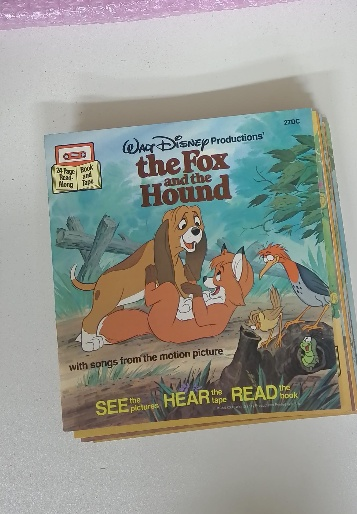 WALT DISNEY Productions'
27DC
24 Page
Read-
Along
Book
and
Tape
the Fox
and the
Hound
with songs from the motion picture
SEE the pictures HEAR the tape READ the book